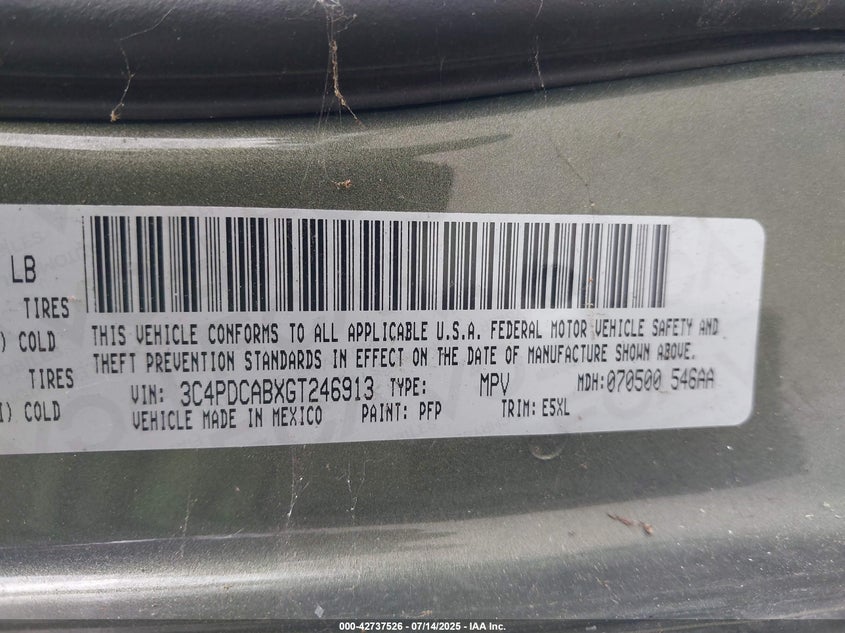 LB
TIRES
) COLD
TIRES
I) COLD
THIS VEHICLE CONFORMS TO ALL APPLICABLE U.S.A. FEDERAL MOTOR VEHICLE SAFETY AND
THEFT PREVENTION STANDARDS IN EFFECT ON THE DATE OF MANUFACTURE SHOWN ABOVE.
VIN: 3C4PDCABXGT246913 TYPE: MPV MDH:070500 546AA
VEHICLE MADE IN MEXICO PAINT: PFP TRIM: E5XL
000-42737526 - 07/14/2025 - IAA Inc.